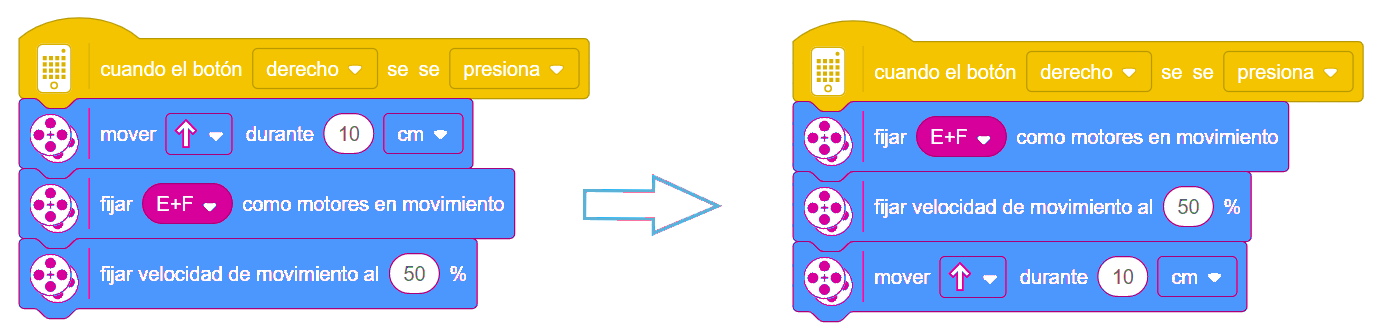 cuando el botón derecho se se presiona
mover durante 10 cm
fijar E+F como motores en movimiento
fijar velocidad de movimiento al 50 %
cuando el botón derecho se se presiona
fijar E+F como motores en movimiento
fijar velocidad de movimiento al 50 %
mover durante 10 cm